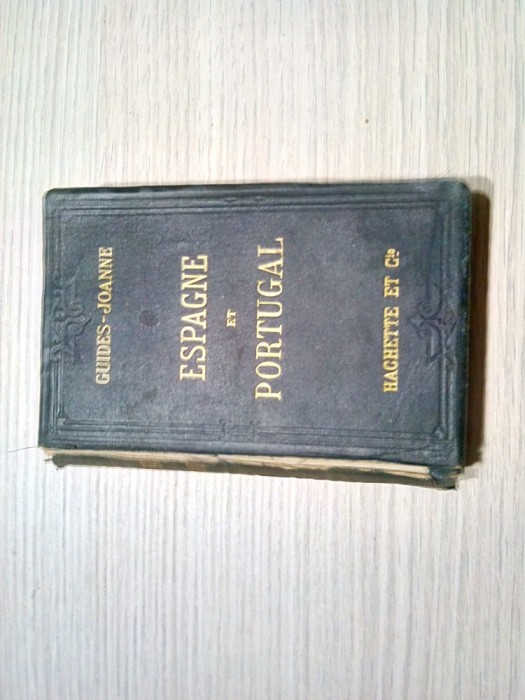 GUIDES-JOANNE
ESPAGNE
ET
PORTUGAL
HACHETTE ET Cie